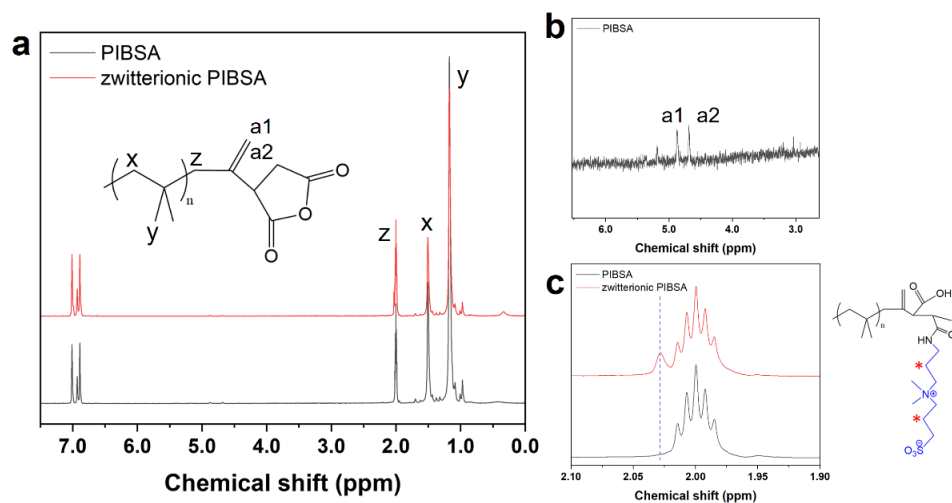 a
PIBSA
zwitterionic PIBSA
y
a1
a2
x
z
n
O
O
O
y
z
x
7.0 6.0 5.0 4.0 3.0 2.0 1.0 0.0
Chemical shift (ppm)
b
PIBSA
a1 a2
6.0 5.0 4.0 3.0
Chemical shift (ppm)
c
PIBSA
zwitterionic PIBSA
2.10 2.05 2.00 1.95 1.90
Chemical shift (ppm)
O
OH
n
O
HN
*
N+
*
⊖
O3S